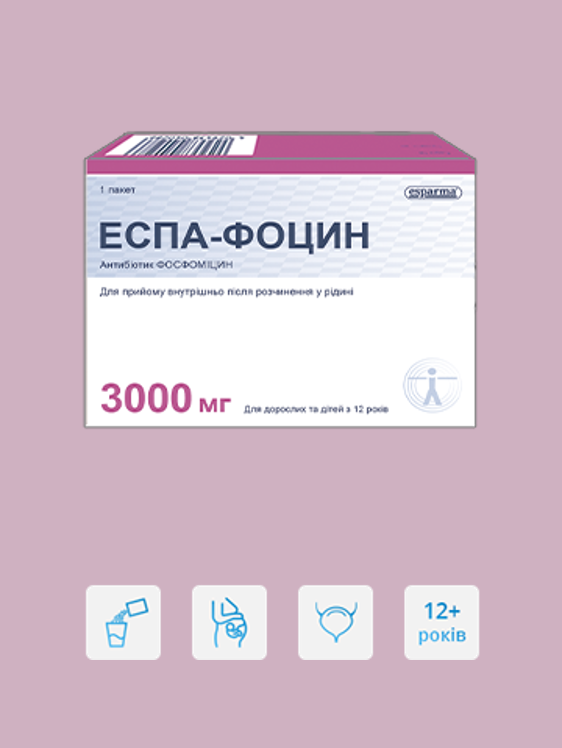 1 пакет
esparma
ЕСПА-ФОЦИН
Антибіотик ФОСФОМІЦИН
Для прийому внутрішньо після розчинення у рідині
3000 мг
Для дорослих та дітей з 12 років
12+
років